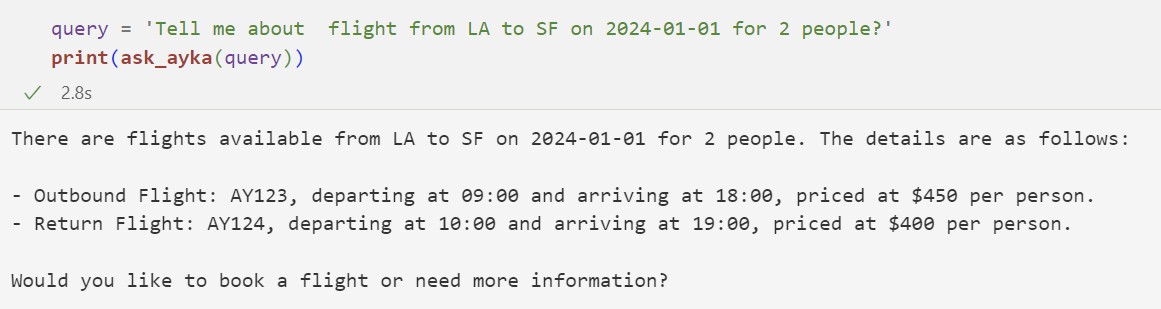 query = 'Tell me about  flight from LA to SF on 2024-01-01 for 2 people?'
print(ask_ayka(query))
2.8s
There are flights available from LA to SF on 2024-01-01 for 2 people. The details are as follows:
- Outbound Flight: AY123, departing at 09:00 and arriving at 18:00, priced at $450 per person.
- Return Flight: AY124, departing at 10:00 and arriving at 19:00, priced at $400 per person.
Would you like to book a flight or need more information?